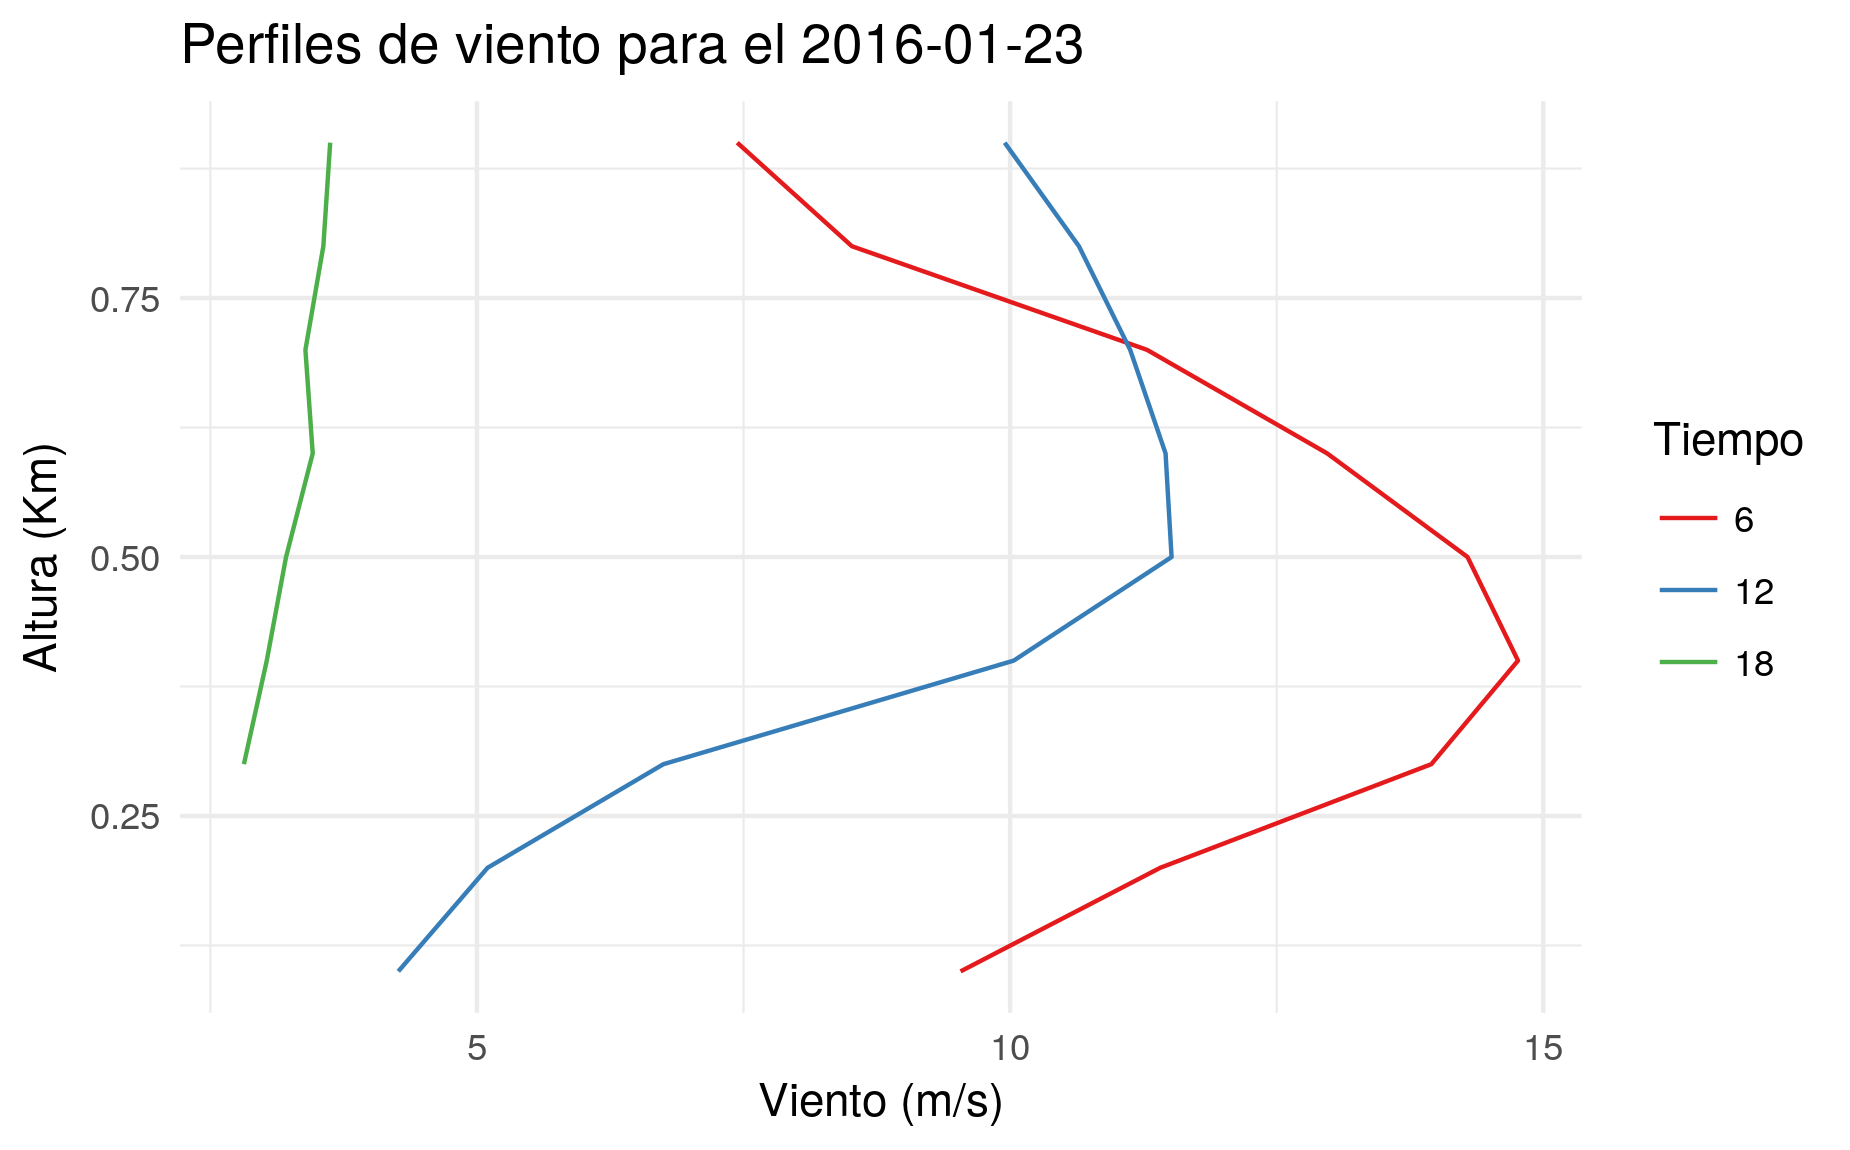 Perfiles de viento para el 2016-01-23
Altura (Km)
0.75
0.50
0.25
5
10
15
Viento (m/s)
Tiempo
6
12
18